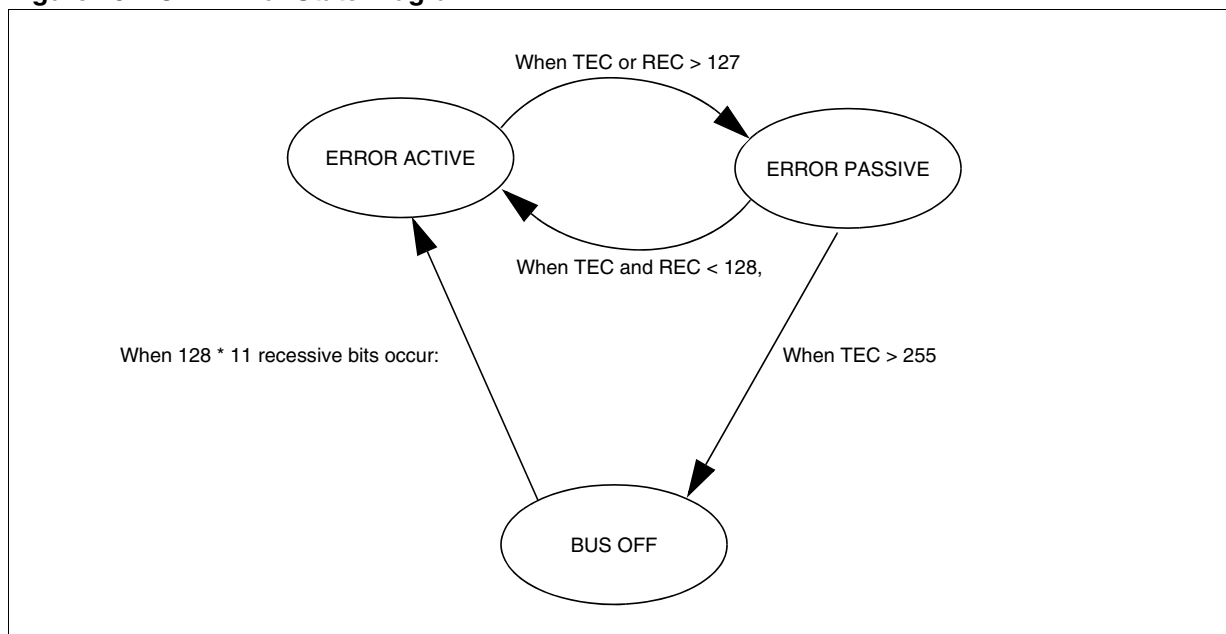 When TEC or REC > 127
ERROR ACTIVE
ERROR PASSIVE
When TEC and REC < 128,
When 128 * 11 recessive bits occur:
When TEC > 255
BUS OFF